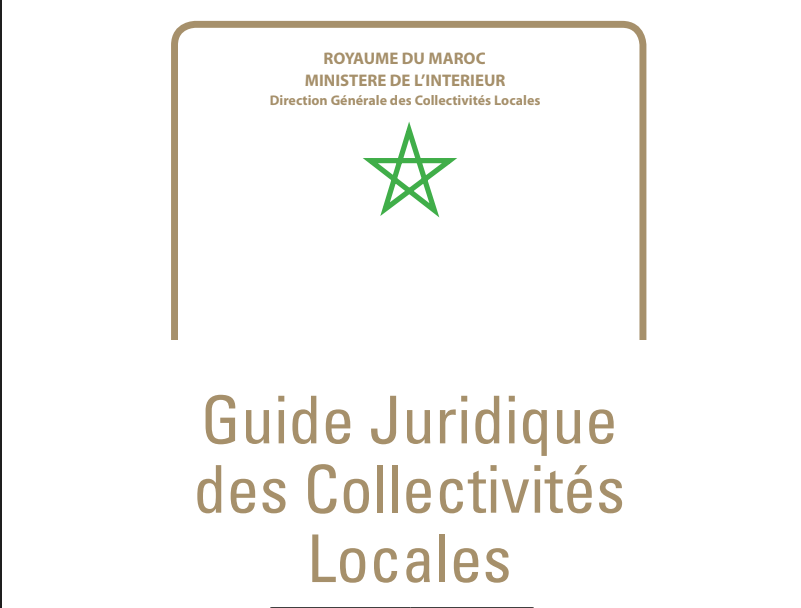 ROYAUME DU MAROC
MINISTERE DE L'INTERIEUR
Direction Générale des Collectivités Locales
Guide Juridique
des Collectivités
Locales